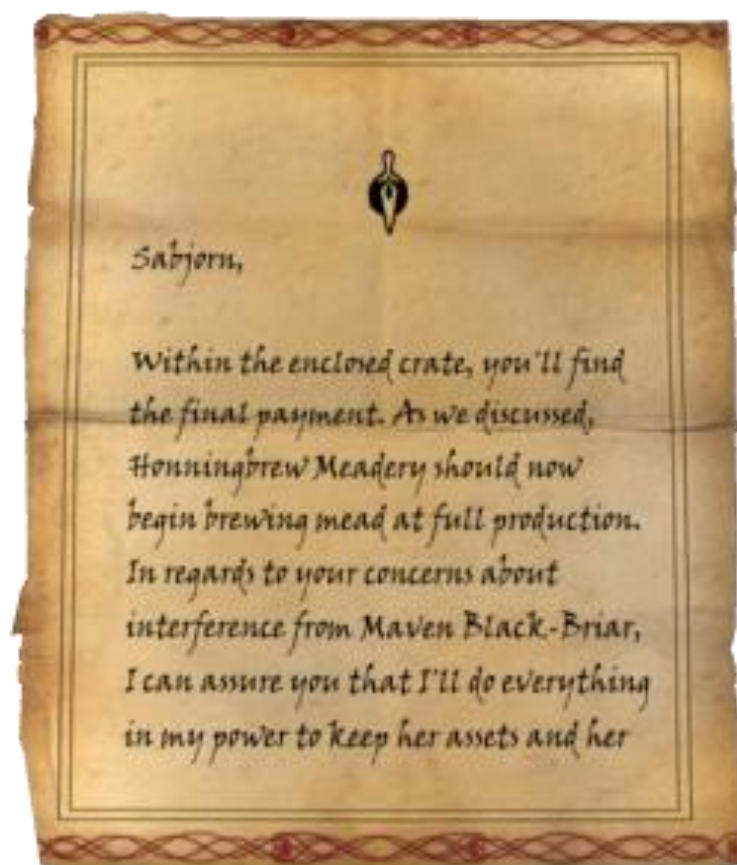 Sabjorn,
Within the enclosed crate, you'll find
the final payment. As we discussed,
Honningbrew Meadery should now
begin brewing mead at full production.
In regards to your concerns about
interference from Maven Black-Briar,
I can assure you that I'll do everything
in my power to keep her assets and her